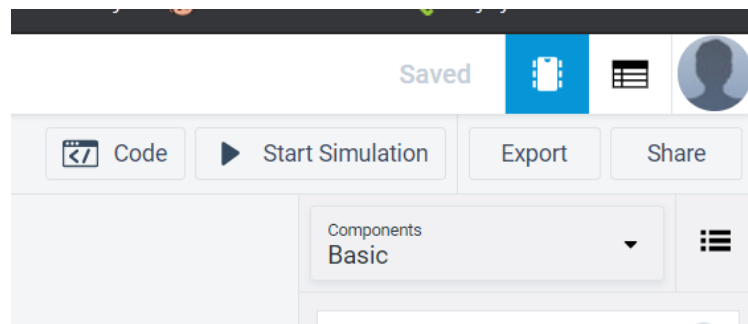 Saved
Code
Start Simulation
Export
Share
Components
Basic